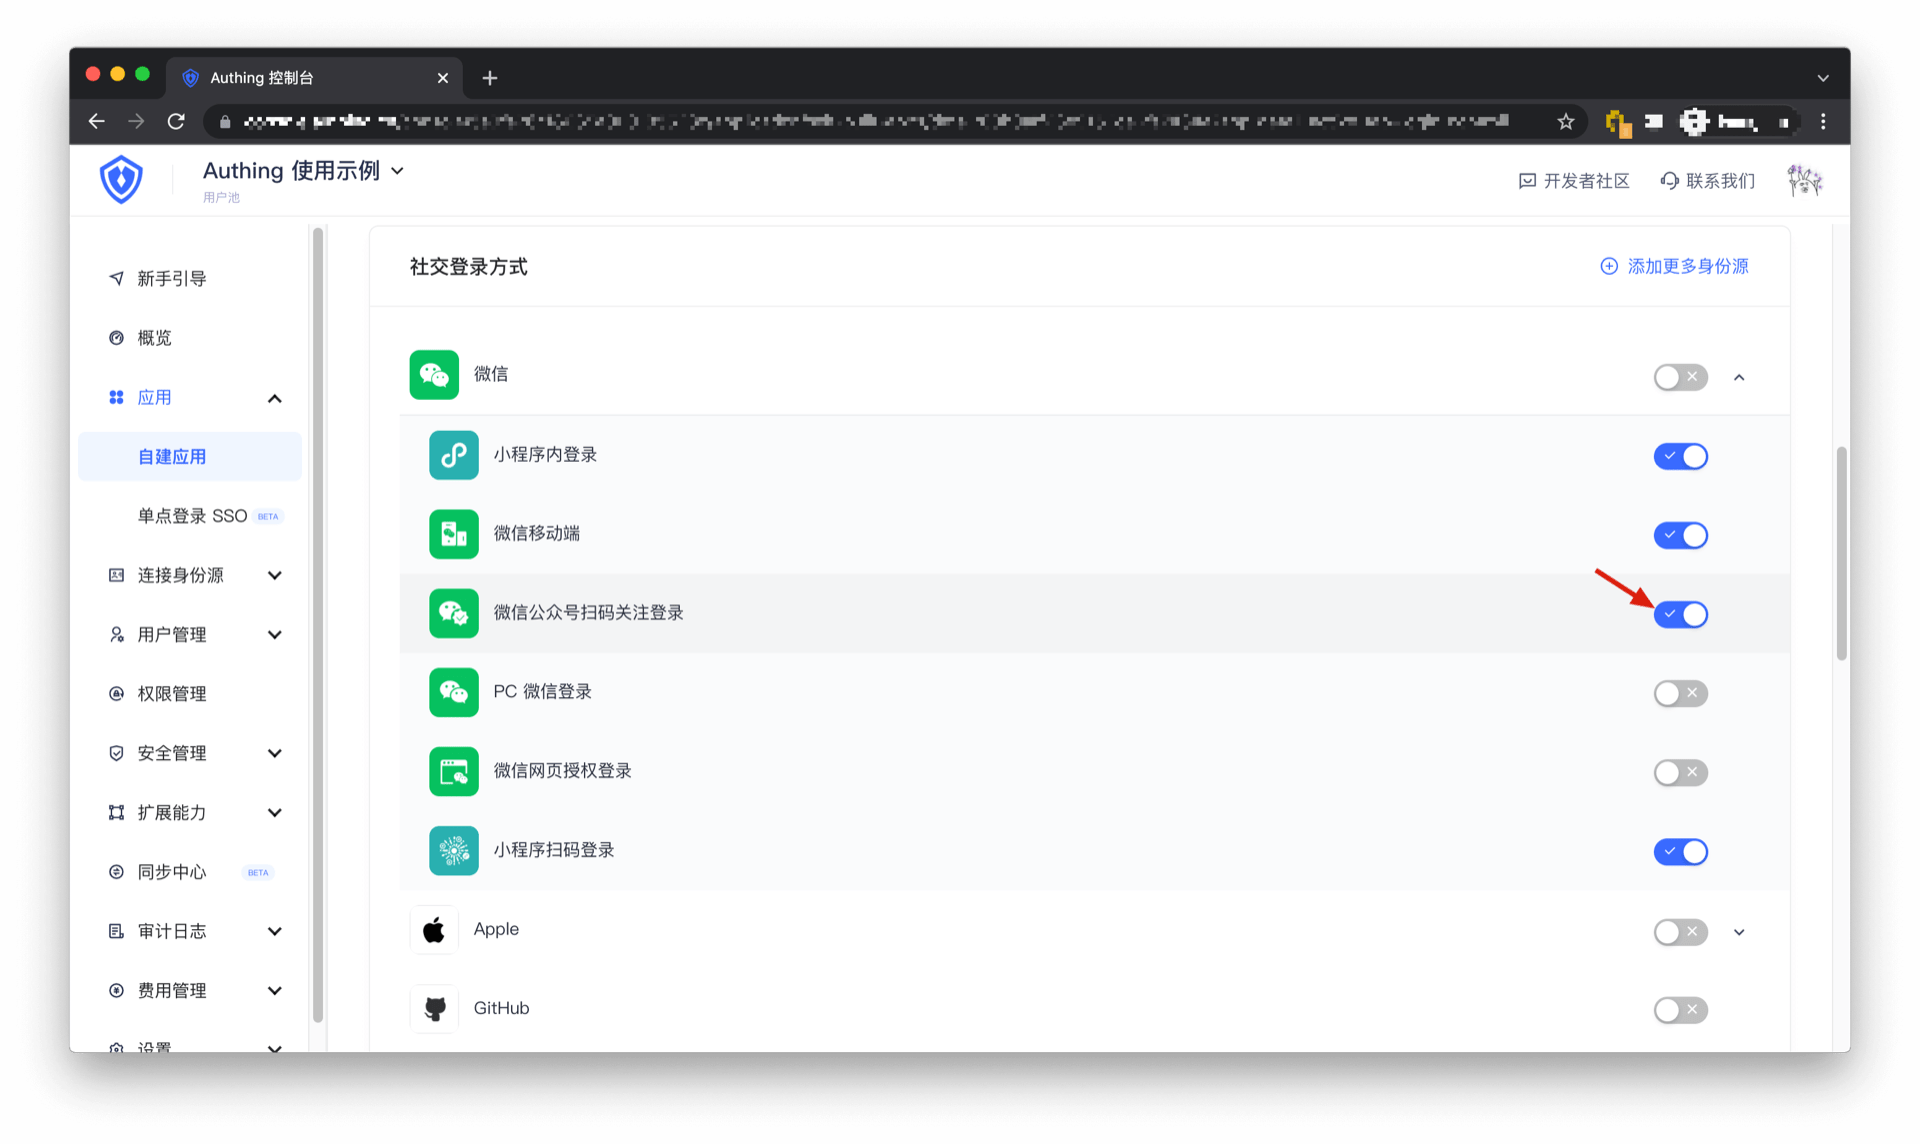 Authing 控制台
Authing 使用示例
用户池
开发者社区
联系我们
新手引导
概览
应用
自建应用
单点登录 SSO BETA
连接身份源
用户管理
权限管理
安全管理
扩展能力
同步中心 BETA
审计日志
费用管理
设置
社交登录方式
添加更多身份源
微信
小程序内登录
微信移动端
微信公众号扫码关注登录
PC 微信登录
微信网页授权登录
小程序扫码登录
Apple
GitHub